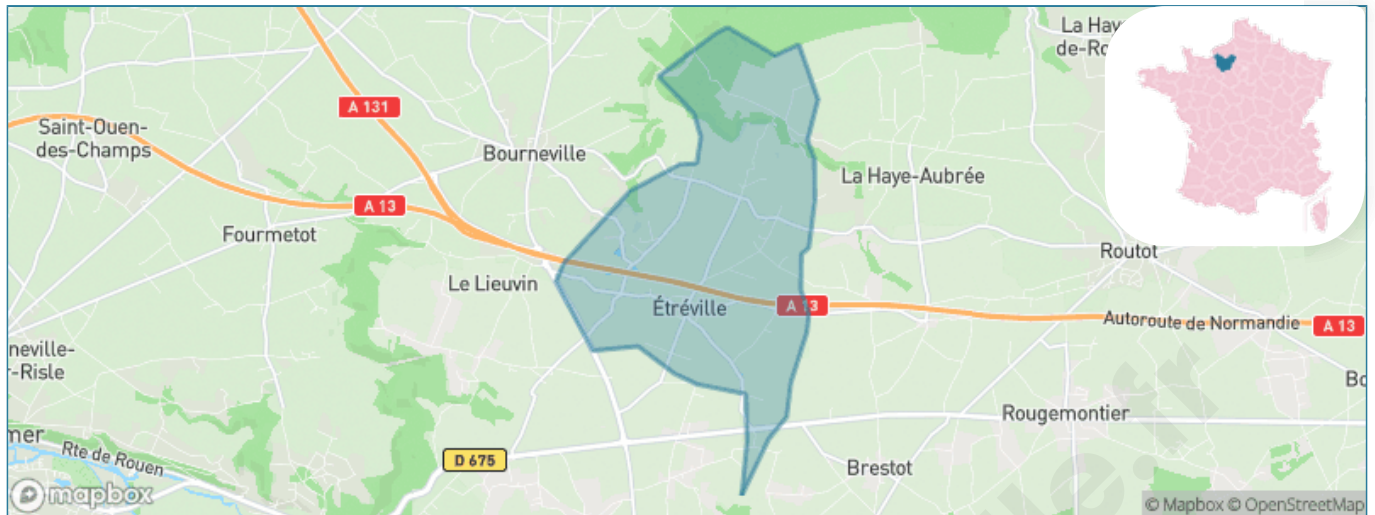 La Hay
de-Ro
A 131
Saint-Ouen-
des-Champs
Bourneville
La Haye-Aubrée
A 13
Fourmetot
Routot
Le Lieuvin
Étréville
A 13
Autoroute de Normandie
A 13
neville-
r-Risle
Bo
Rougemontier
mer
Rte de Rouen
D 675
Brestot
mapbox
© Mapbox © OpenStreetMap